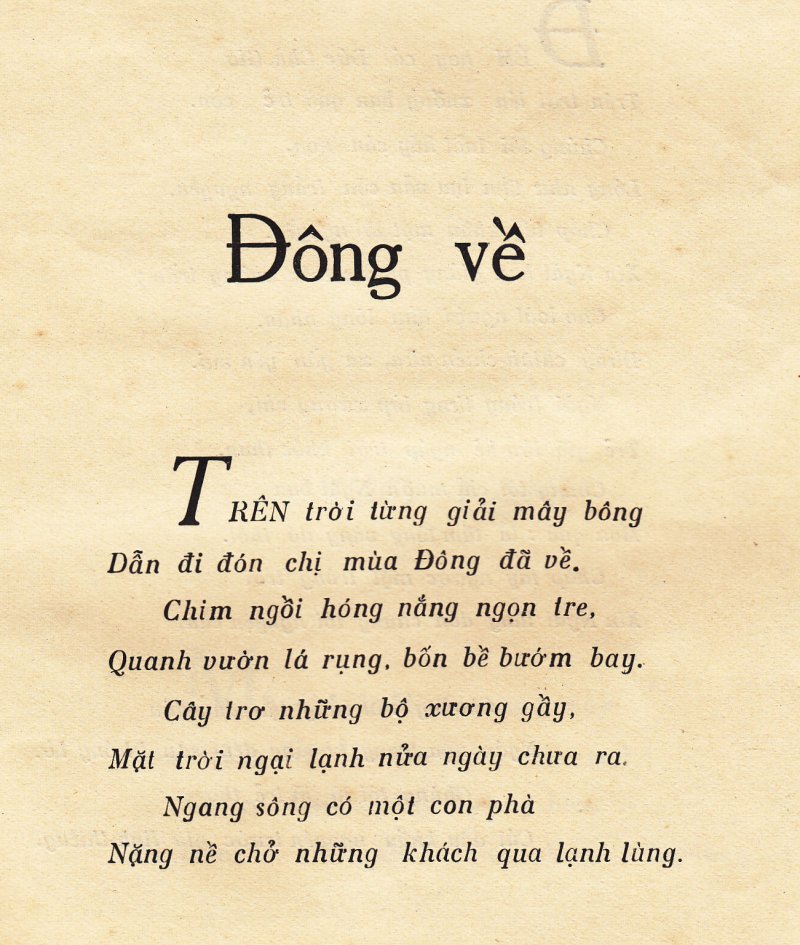 Đông về
TRÊN trời từng giải mây bông
Dẫn đi đón chị mùa Đông đã về.
Chim ngồi hóng nắng ngọn tre,
Quanh vườn lá rụng, bốn bề bướm bay.
Cây trơ những bộ xương gầy,
Mặt trời ngại lạnh nửa ngày chưa ra.
Ngang sông có một con phà
Nặng nề chở những khách qua lạnh lùng.